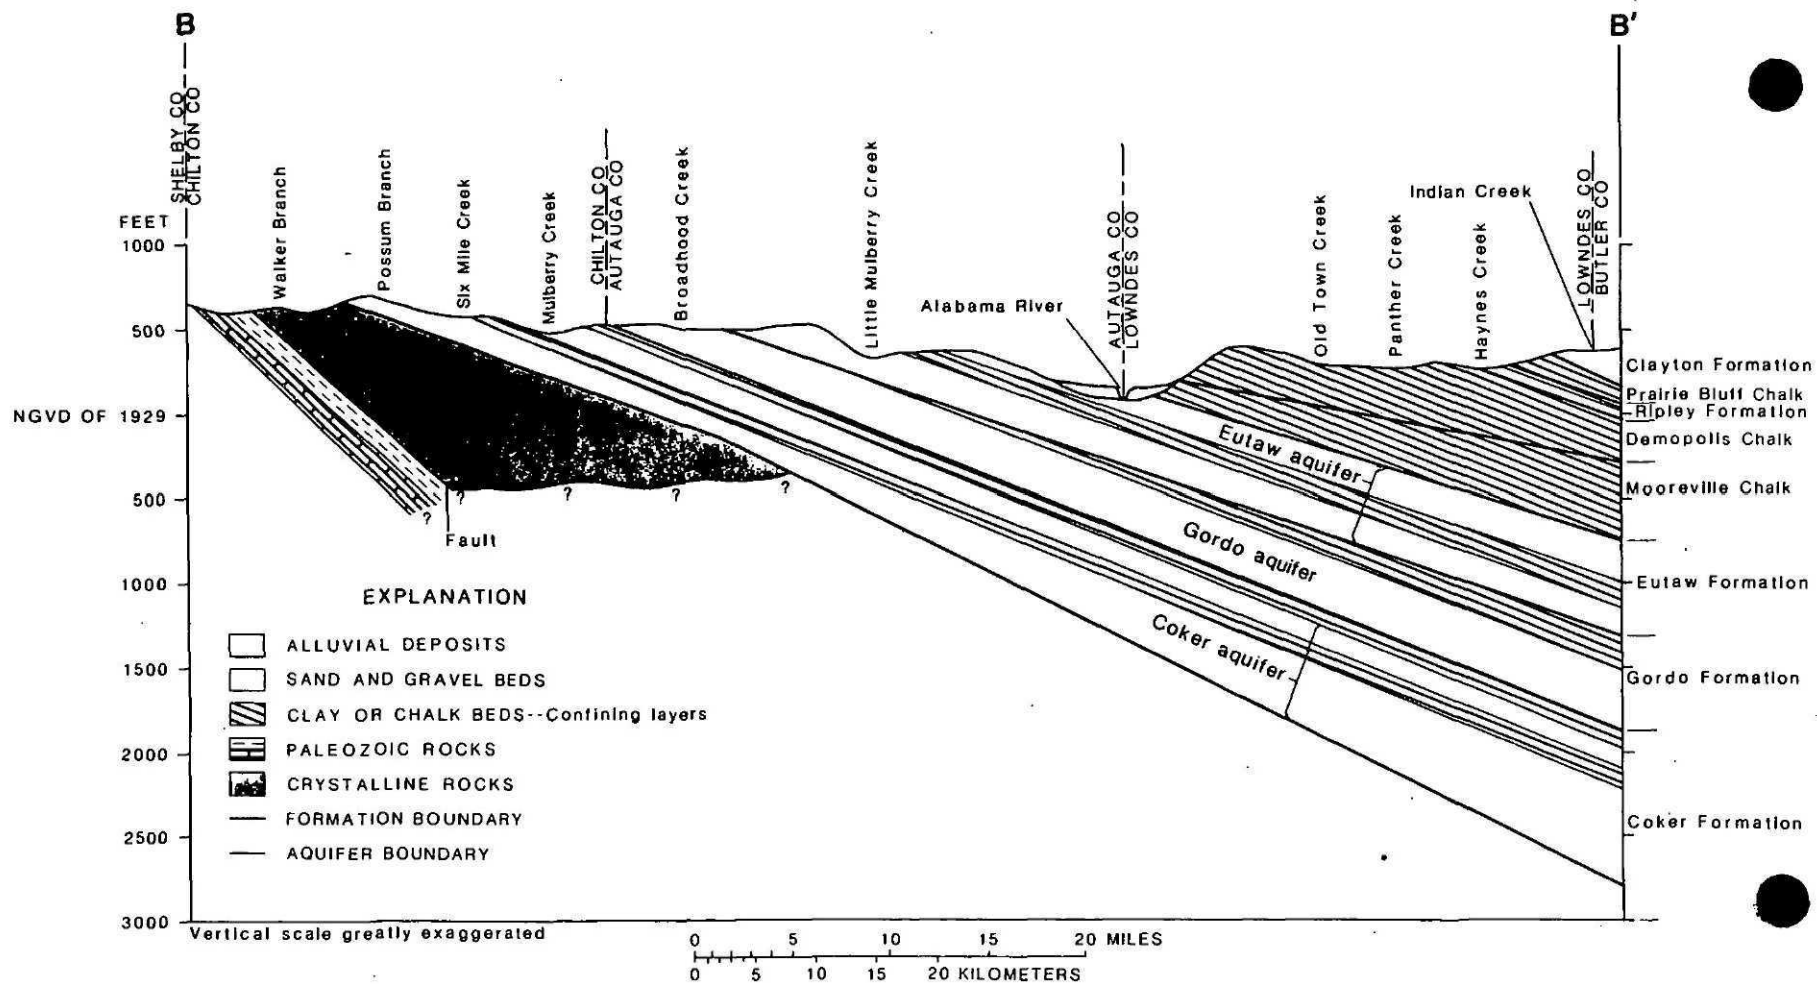 B
B'
SHELBY CO
CHILTON CO
Walker Branch
Possum Branch
Six Mile Creek
Mulberry Creek
CHILTON CO
AUTAUGA CO
Broadhood Creek
Little Mulberry Creek
Alabama River
AUTAUGA CO
LOWNDES CO
Old Town Creek
Panther Creek
Haynes Creek
Indian Creek
LOWNDES CO
BUTLER CO
FEET
1000
500
NGVD OF 1929
500
1000
1500
2000
2500
3000
Clayton Formation
Prairie Bluff Chalk
Ripley Formation
Demopolis Chalk
Mooreville Chalk
Eutaw Formation
Gordo Formation
Coker Formation
Eutaw aquifer
Gordo aquifer
Coker aquifer
? ? ? ? ?
Fault
EXPLANATION
ALLUVIAL DEPOSITS
SAND AND GRAVEL BEDS
CLAY OR CHALK BEDS--Confining layers
PALEOZOIC ROCKS
CRYSTALLINE ROCKS
FORMATION BOUNDARY
AQUIFER BOUNDARY
Vertical scale greatly exaggerated
0 5 10 15 20 MILES
0 5 10 15 20 KILOMETERS